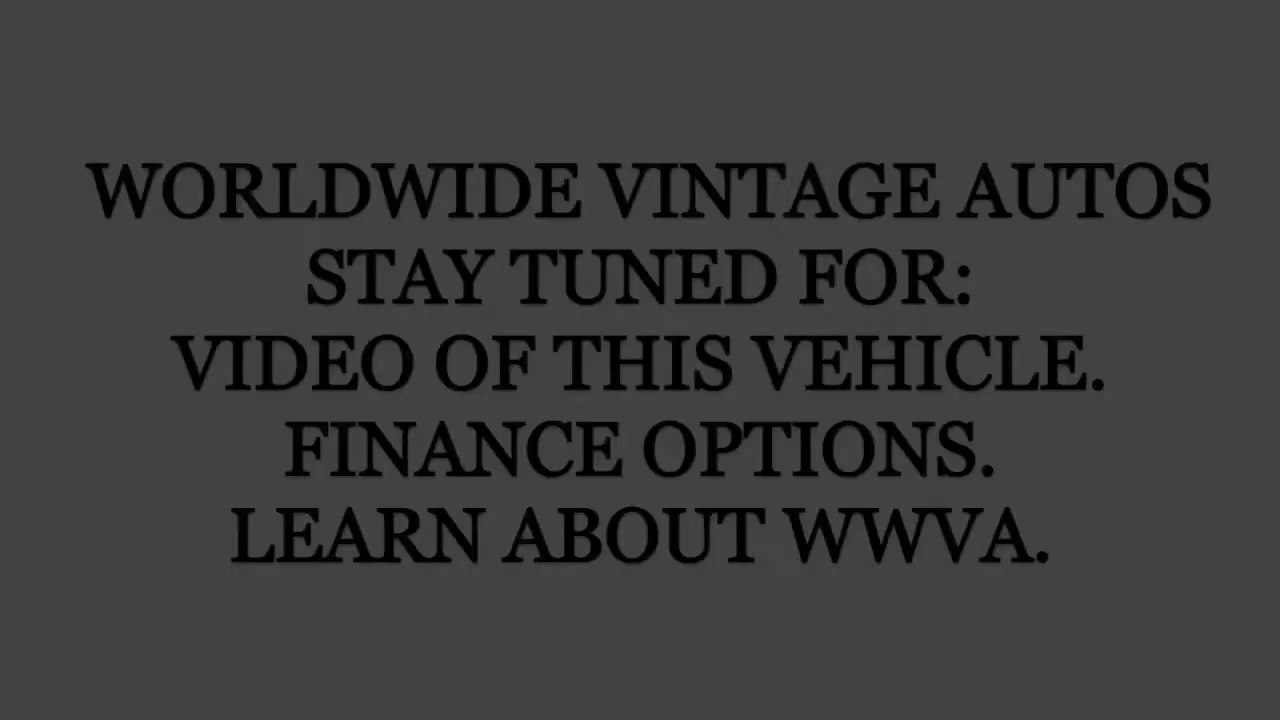 WORLDWIDE VINTAGE AUTOS
STAY TUNED FOR:
VIDEO OF THIS VEHICLE.
FINANCE OPTIONS.
LEARN ABOUT WWVA.